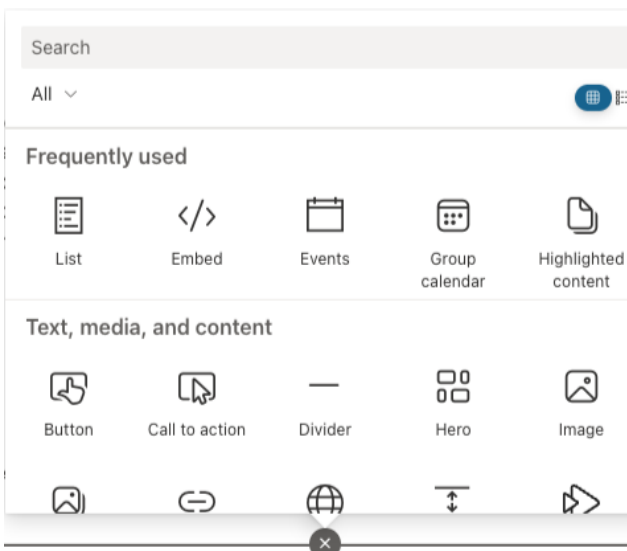 Search
All
Frequently used
List Embed Events Group calendar Highlighted content
Text, media, and content
Button Call to action Divider Hero Image